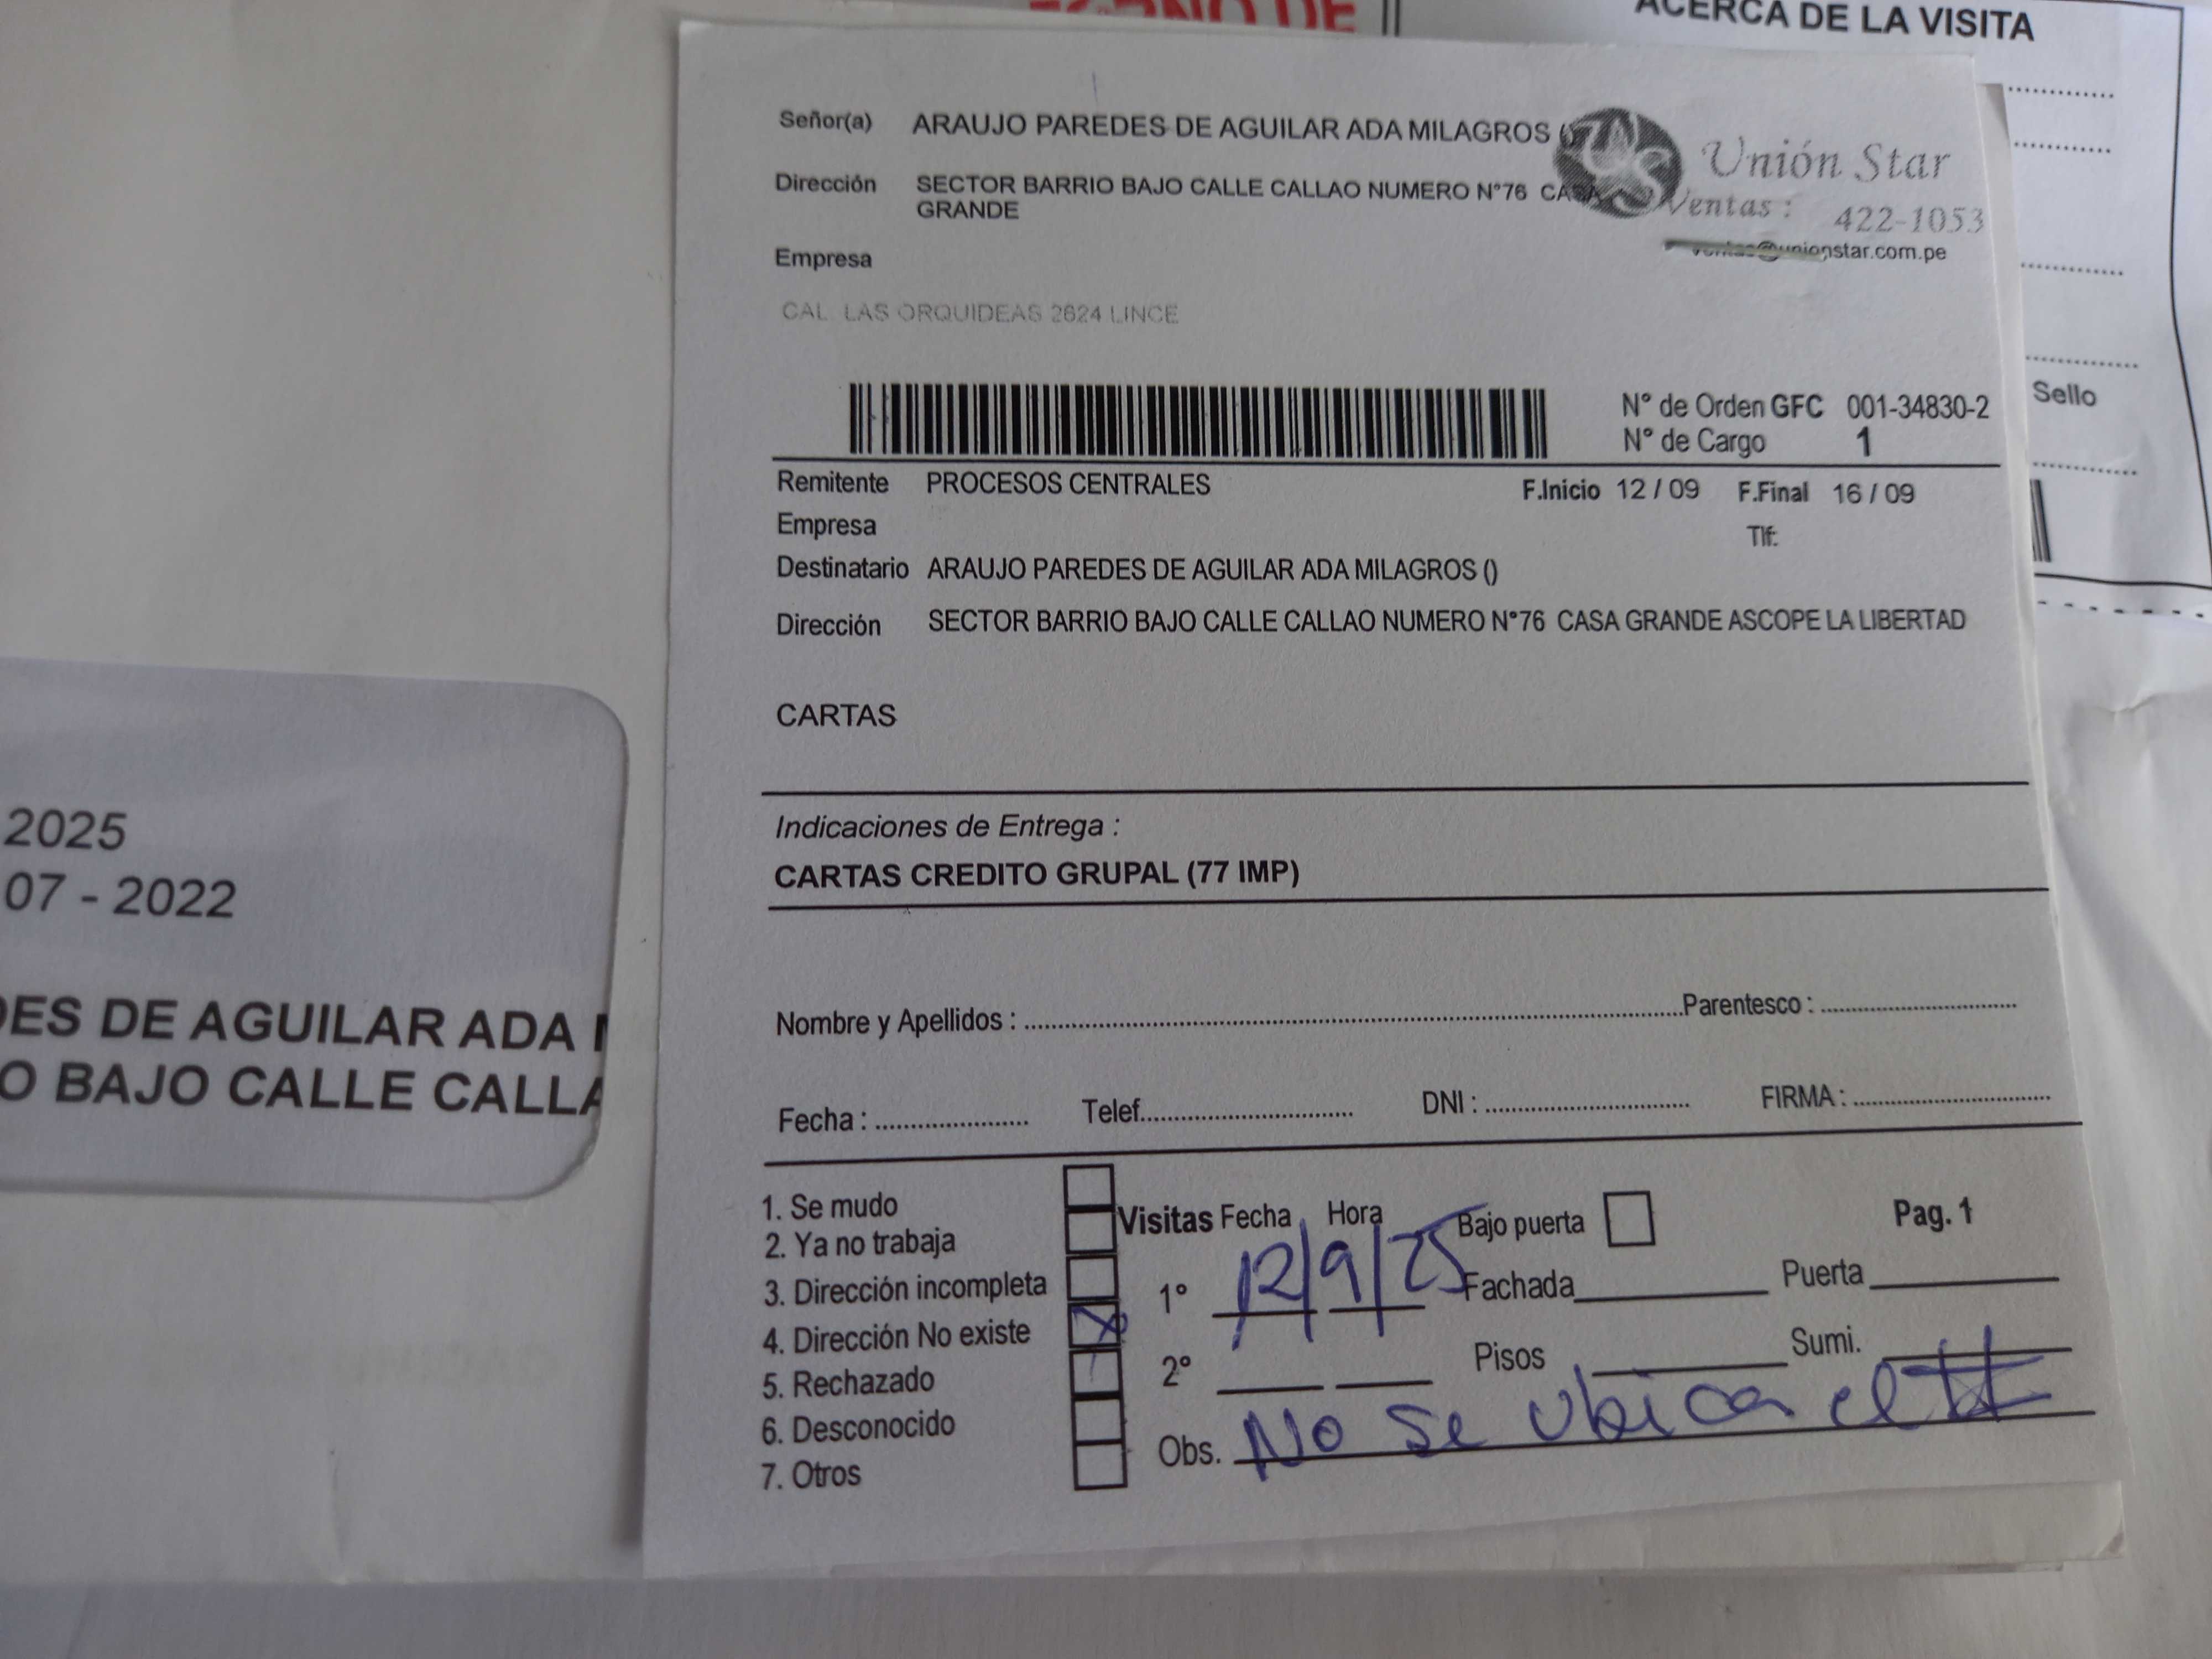 ACERCA DE LA VISITA
Señor(a) ARAUJO PAREDES DE AGUILAR ADA MILAGROS ()
Unión Star
Dirección SECTOR BARRIO BAJO CALLE CALLAO NUMERO N°76 CASA
GRANDE
Ventas : 422-1053
ventas@unionstar.com.pe
Empresa
CAL. LAS ORQUIDEAS 2624 LINCE
N° de Orden GFC 001-34830-2
N° de Cargo 1
Sello
Remitente PROCESOS CENTRALES F.Inicio 12 / 09 F.Final 16 / 09
Empresa Tlf:
Destinatario ARAUJO PAREDES DE AGUILAR ADA MILAGROS ()
Dirección SECTOR BARRIO BAJO CALLE CALLAO NUMERO N°76 CASA GRANDE ASCOPE LA LIBERTAD
CARTAS
Indicaciones de Entrega :
CARTAS CREDITO GRUPAL (77 IMP)
Nombre y Apellidos : Parentesco :
Fecha : Telef. DNI : FIRMA :
1. Se mudo
2. Ya no trabaja
3. Dirección incompleta
4. Dirección No existe X
5. Rechazado
6. Desconocido
7. Otros
Visitas Fecha Hora Bajo puerta Pag. 1
1° 12/9/25 Fachada Puerta
2° Pisos Sumi.
Obs. No se ubica el
2025
07 - 2022
DES DE AGUILAR ADA
O BAJO CALLE CALLA